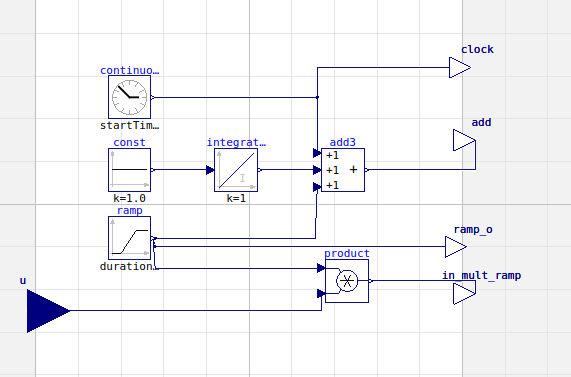 clock
continuo...
startTim...
add
const
integrat...
add3
+1
+1
+
+1
I
k=1.0
k=1
ramp
ramp_o
duration...
product
in_mult_ramp
u